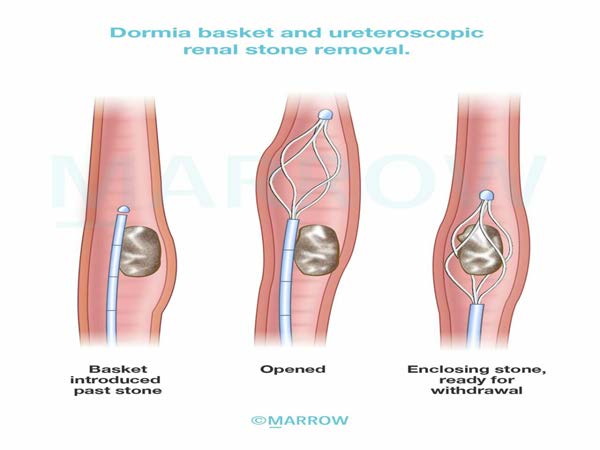 Dormia basket and ureteroscopic
renal stone removal.
MARROW
Basket
introduced
past stone
Opened
Enclosing stone,
ready for
withdrawal
©MARROW